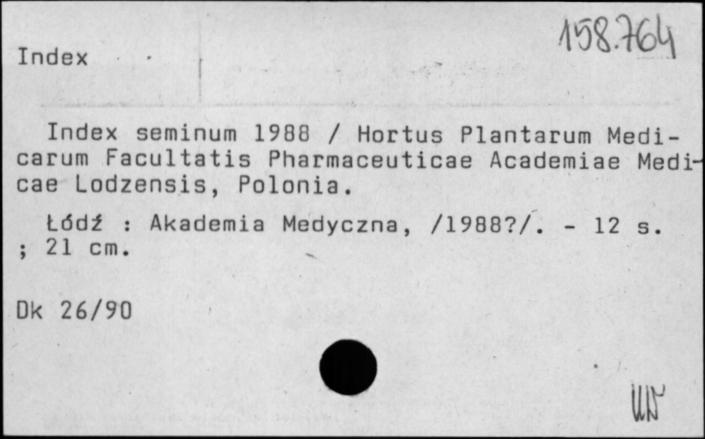 158.764
Index
Index seminum 1988 / Hortus Plantarum Medi-
carum Facultatis Pharmaceuticae Academiae Medi-
cae Lodzensis, Polonia.
Łódź : Akademia Medyczna, /1988?/. - 12 s.
; 21 cm.
Dk 26/90